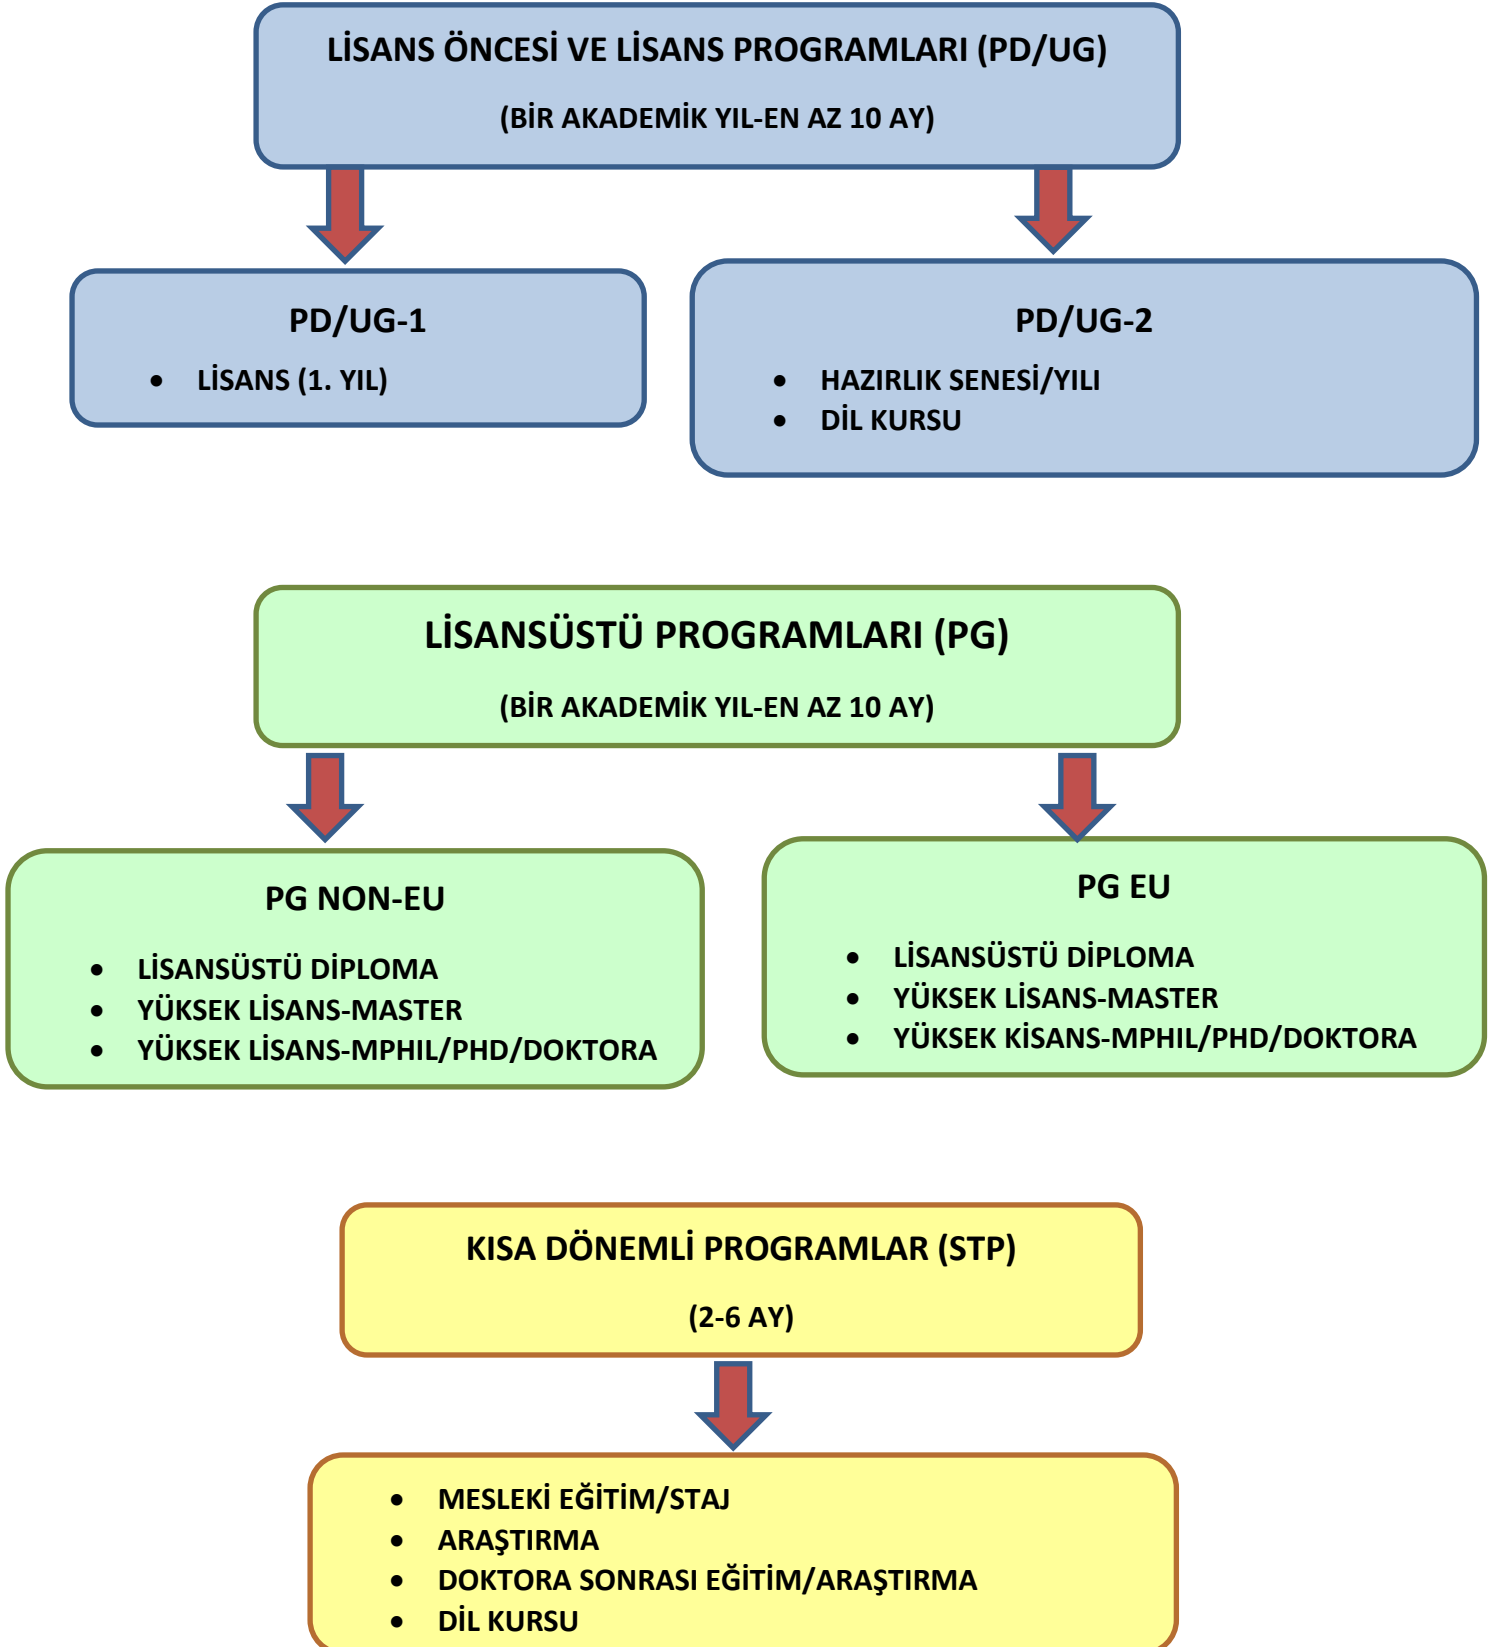 LİSANS ÖNCESİ VE LİSANS PROGRAMLARI (PD/UG)
(BİR AKADEMİK YIL-EN AZ 10 AY)
PD/UG-1
• LİSANS (1. YIL)
PD/UG-2
• HAZIRLIK SENESİ/YILI
• DİL KURSU
LİSANSÜSTÜ PROGRAMLARI (PG)
(BİR AKADEMİK YIL-EN AZ 10 AY)
PG NON-EU
• LİSANSÜSTÜ DİPLOMA
• YÜKSEK LİSANS-MASTER
• YÜKSEK LİSANS-MPHIL/PHD/DOKTORA
PG EU
• LİSANSÜSTÜ DİPLOMA
• YÜKSEK LİSANS-MASTER
• YÜKSEK KİSANS-MPHIL/PHD/DOKTORA
KISA DÖNEMLİ PROGRAMLAR (STP)
(2-6 AY)
• MESLEKİ EĞİTİM/STAJ
• ARAŞTIRMA
• DOKTORA SONRASI EĞİTİM/ARAŞTIRMA
• DİL KURSU